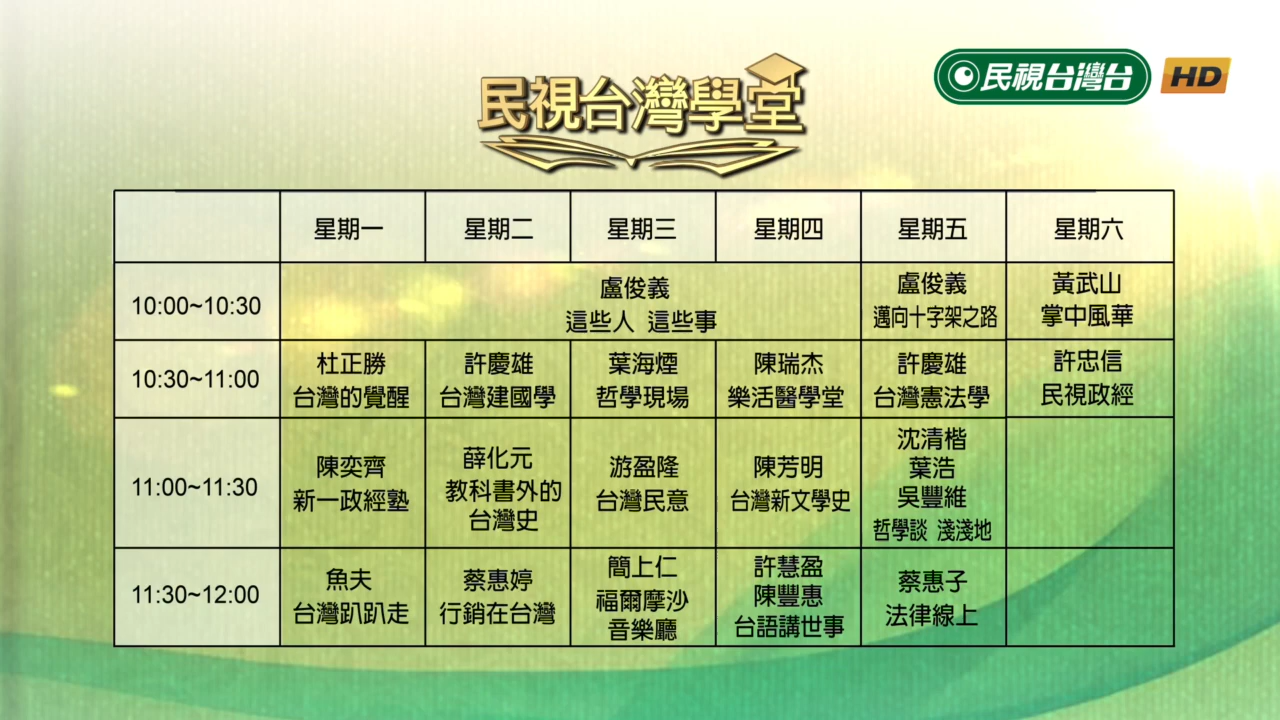 民視台灣學堂
民視台灣台 HD
星期一 星期二 星期三 星期四 星期五 星期六
10:00~10:30
盧俊義
這些人 這些事
盧俊義
邁向十字架之路
黃武山
掌中風華
10:30~11:00
杜正勝
台灣的覺醒
許慶雄
台灣建國學
葉海煙
哲學現場
陳瑞杰
樂活醫學堂
許慶雄
台灣憲法學
許忠信
民視政經
11:00~11:30
陳奕齊
新一政經塾
薛化元
教科書外的
台灣史
游盈隆
台灣民意
陳芳明
台灣新文學史
沈清楷
葉浩
吳豐維
哲學談 淺淺地
11:30~12:00
魚夫
台灣趴趴走
蔡惠婷
行銷在台灣
簡上仁
福爾摩沙
音樂廳
許慧盈
陳豐惠
台語講世事
蔡惠子
法律線上